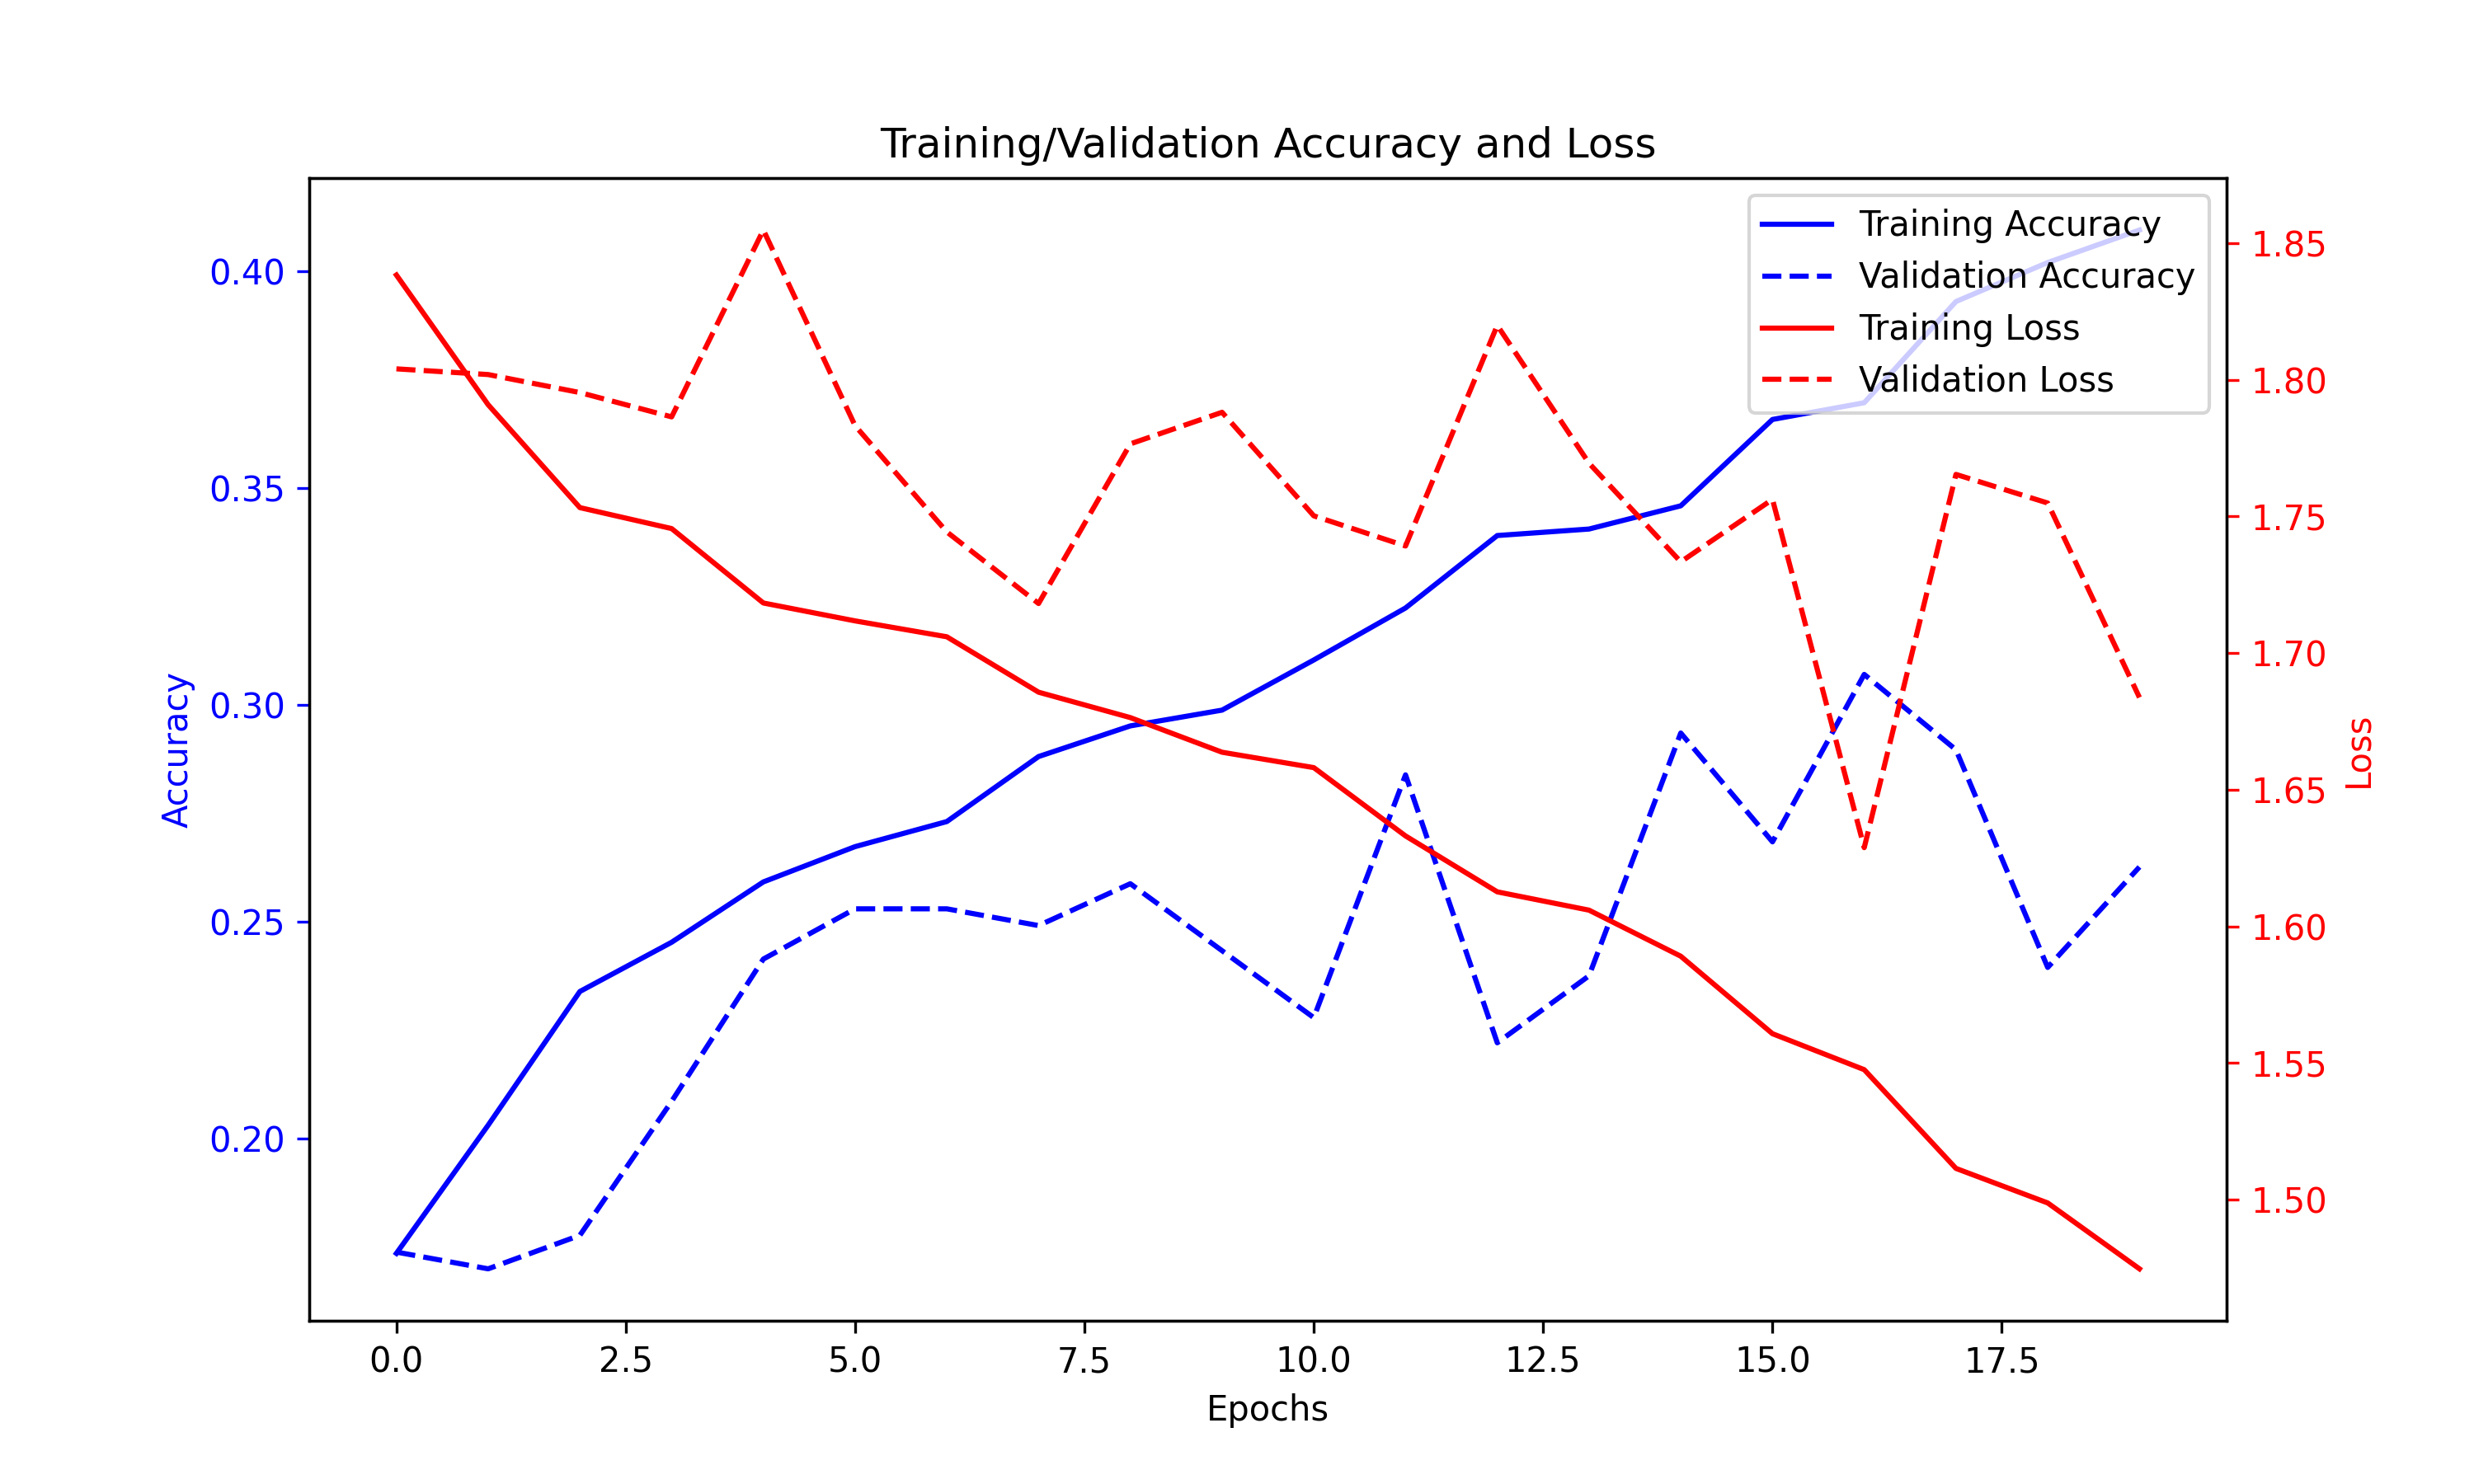 Training/Validation Accuracy and Loss
Training Accuracy
Validation Accuracy
Training Loss
Validation Loss
0.40
0.35
0.30
0.25
0.20
Accuracy
1.85
1.80
1.75
1.70
1.65
1.60
1.55
1.50
Loss
0.0 2.5 5.0 7.5 10.0 12.5 15.0 17.5
Epochs